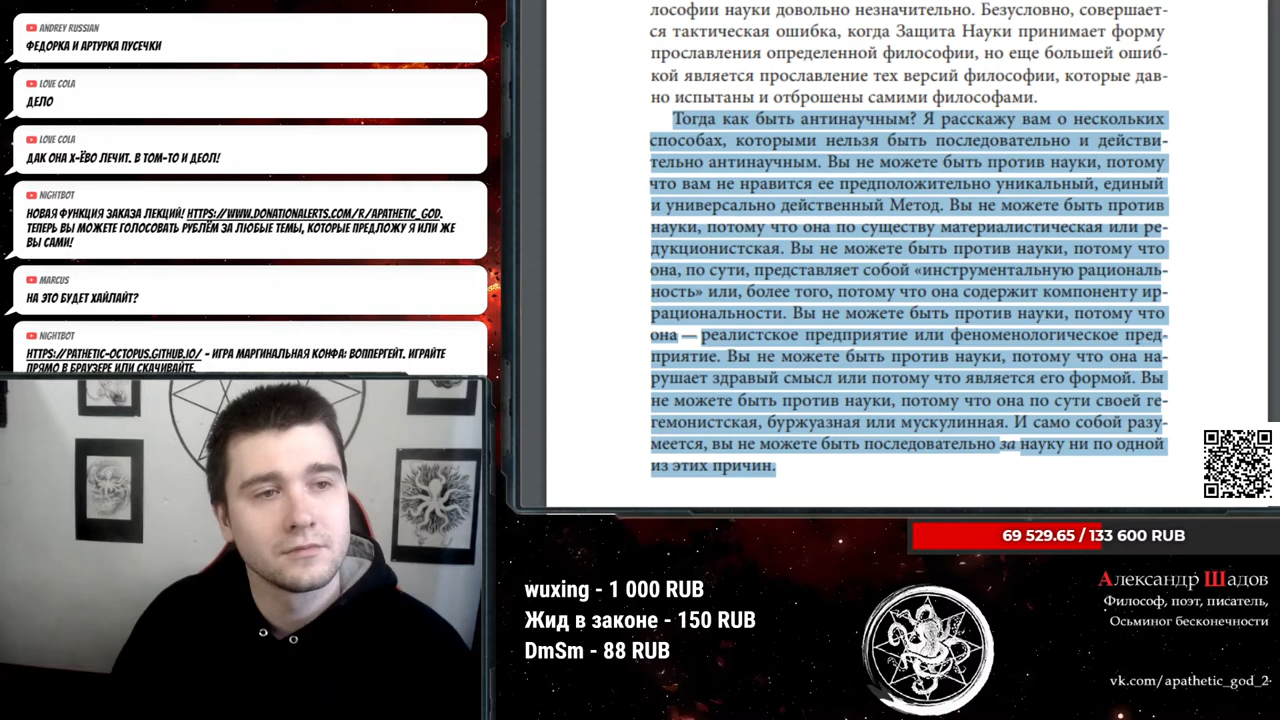 ANDREY RUSSIAN
ФЕДОРКА И АРТУРКА ПУСЕЧКИ
LOVE COLA
ДЕЛО
LOVE COLA
ДАК ОНА Х-ЁВО ЛЕЧИТ. В ТОМ-ТО И ДЕОЛ!
NIGHTBOT
НОВАЯ ФУНКЦИЯ ЗАКАЗА ЛЕКЦИЙ! HTTPS://WWW.DONATIONALERTS.COM/R/APATHETIC_GOD.
ТЕПЕРЬ ВЫ МОЖЕТЕ ГОЛОСОВАТЬ РУБЛЁМ ЗА ЛЮБЫЕ ТЕМЫ, КОТОРЫЕ ПРЕДЛОЖУ Я ИЛИ ЖЕ
ВЫ САМИ!
MARCUS
НА ЭТО БУДЕТ ХАЙЛАЙТ?
NIGHTBOT
HTTPS://PATHETIC-OCTOPUS.GITHUB.IO/ - ИГРА МАРГИНАЛЬНАЯ КОНФА: ВОППЕРГЕЙТ. ИГРАЙТЕ
ПРЯМО В БРАУЗЕРЕ ИЛИ СКАЧИВАЙТЕ.
лософии науки довольно незначительно. Безусловно, совершает-
ся тактическая ошибка, когда Защита Науки принимает форму
прославления определенной философии, но еще большей ошиб-
кой является прославление тех версий философии, которые дав-
но испытаны и отброшены самими философами.
Тогда как быть антинаучным? Я расскажу вам о нескольких
способах, которыми нельзя быть последовательно и действи-
тельно антинаучным. Вы не можете быть против науки, потому
что вам не нравится ее предположительно уникальный, единый
и универсально действенный Метод. Вы не можете быть против
науки, потому что она по существу материалистическая или ре-
дукционистская. Вы не можете быть против науки, потому что
она, по сути, представляет собой «инструментальную рациональ-
ность» или, более того, потому что она содержит компоненту ир-
рациональности. Вы не можете быть против науки, потому что
она — реалистское предприятие или феноменологическое пред-
приятие. Вы не можете быть против науки, потому что она на-
рушает здравый смысл или потому что является его формой. Вы
не можете быть против науки, потому что она по сути своей ге-
гемонистская, буржуазная или мускулинная. И само собой разу-
меется, вы не можете быть последовательно за науку ни по одной
из этих причин.
69 529.65 / 133 600 RUB
wuxing - 1 000 RUB
Жид в законе - 150 RUB
DmSm - 88 RUB
Александр Шадов
Философ, поэт, писатель,
Осьминог бесконечности
vk.com/apathetic_god_2